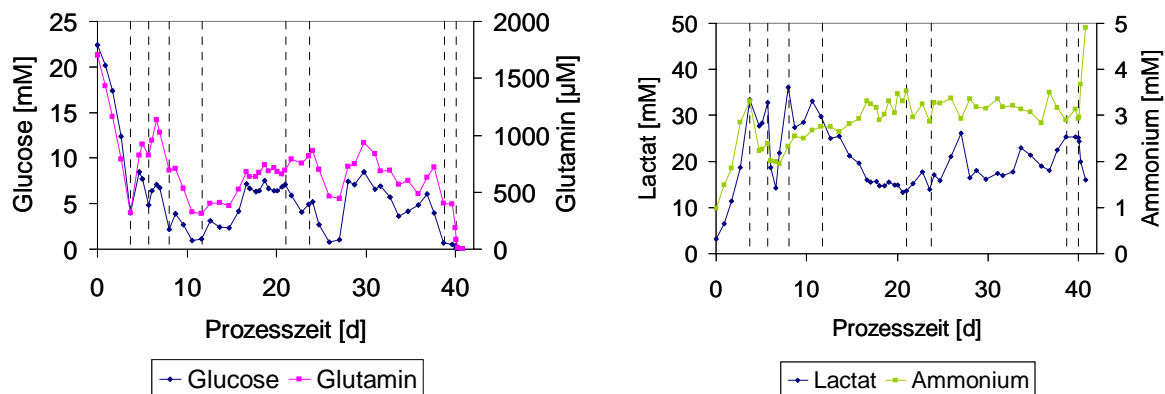 25 2000
20 1500
15
10 1000
5 500
0 0
Glucose [mM]
Glutamin [µM]
0 10 20 30 40
Prozesszeit [d]
Glucose Glutamin
50 5
40 4
30 3
20 2
10 1
0 0
Lactat [mM]
Ammonium [mM]
0 10 20 30 40
Prozesszeit [d]
Lactat Ammonium